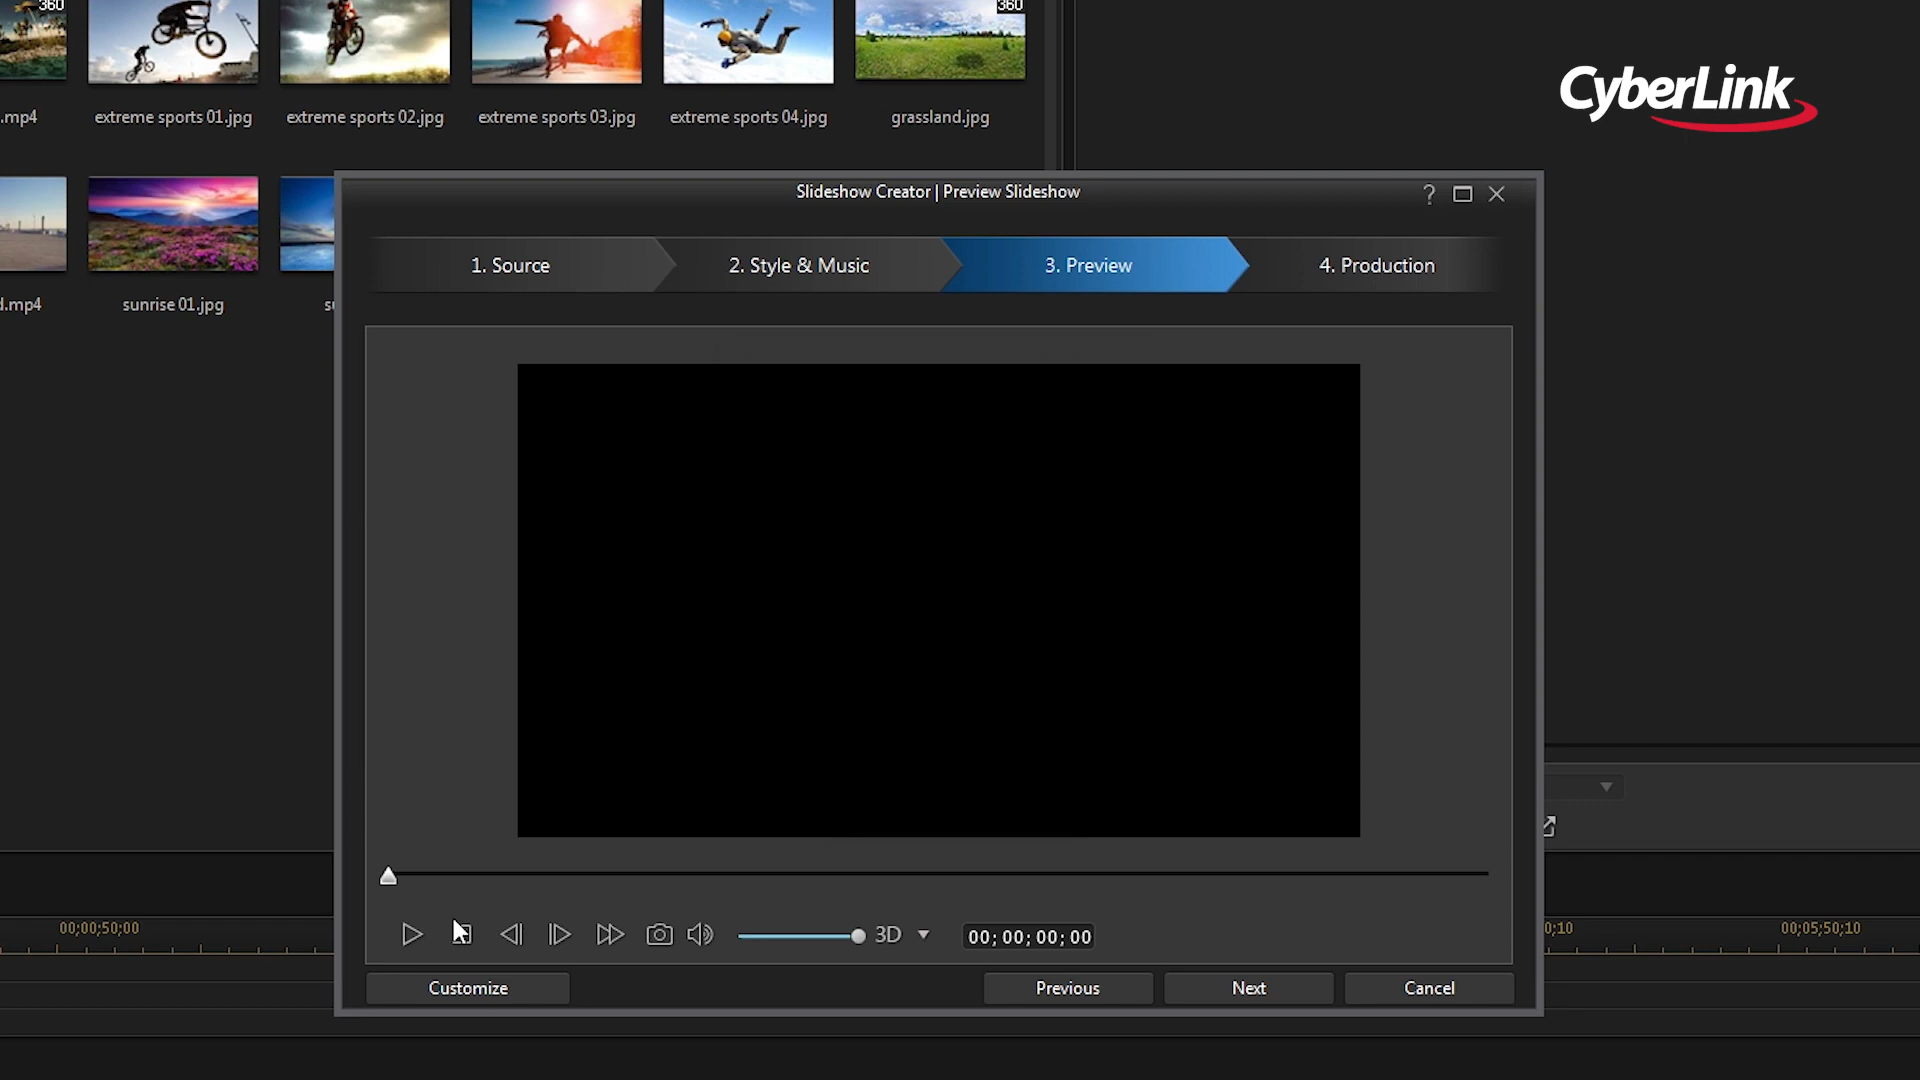 360
360
.mp4
extreme sports 01.jpg
extreme sports 02.jpg
extreme sports 03.jpg
extreme sports 04.jpg
grassland.jpg
CyberLink
Slideshow Creator | Preview Slideshow
?
1. Source
2. Style & Music
3. Preview
4. Production
d.mp4
sunrise 01.jpg
3D
00;00;00;00
00;00;50;00
0;10
00;05;50;10
Customize
Previous
Next
Cancel